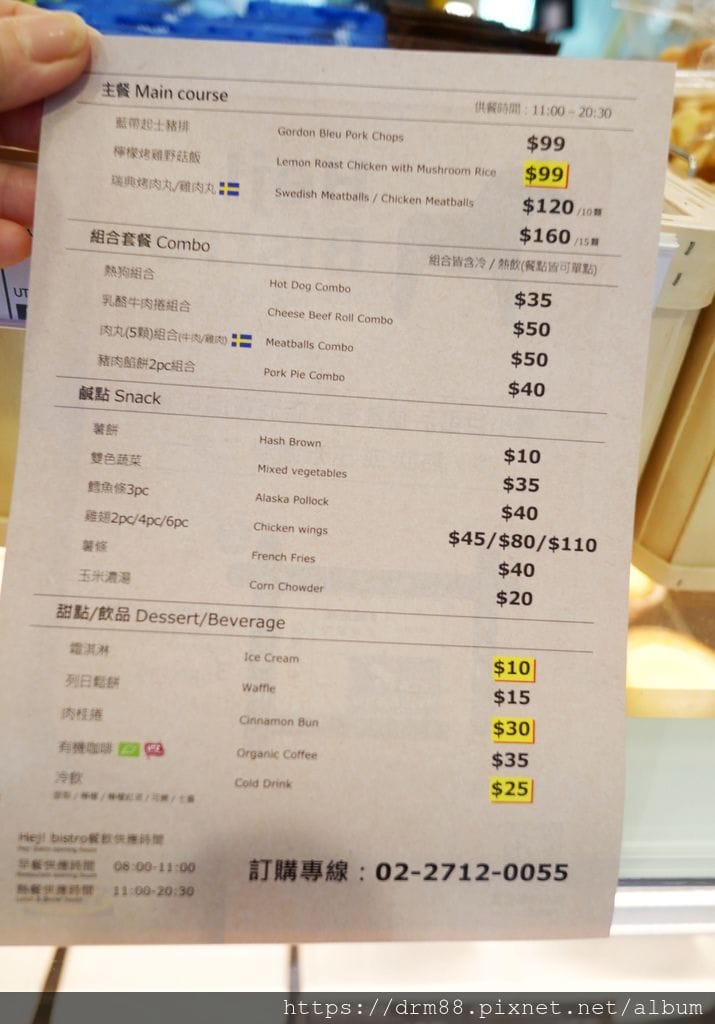 主餐 Main course 供餐時間：11:00 – 20:30
藍帶起士豬排 Gordon Bleu Pork Chops $99
檸檬烤雞野菇飯 Lemon Roast Chicken with Mushroom Rice $99
瑞典烤肉丸/雞肉丸 Swedish Meatballs / Chicken Meatballs $120 /10顆
$160 /15顆
組合套餐 Combo 組合皆含冷 / 熱飲(餐點皆可單點)
熱狗組合 Hot Dog Combo $35
乳酪牛肉捲組合 Cheese Beef Roll Combo $50
肉丸(5顆)組合(牛肉/雞肉) Meatballs Combo $50
豬肉餡餅2pc組合 Pork Pie Combo $40
鹹點 Snack
薯餅 Hash Brown $10
雙色蔬菜 Mixed vegetables $35
鱈魚條3pc Alaska Pollock $40
雞翅2pc/4pc/6pc Chicken wings $45/$80/$110
薯條 French Fries $40
玉米濃湯 Corn Chowder $20
甜點/飲品 Dessert/Beverage
霜淇淋 Ice Cream $10
列日鬆餅 Waffle $15
肉桂捲 Cinnamon Bun $30
有機咖啡 Organic Coffee $35
冷飲 Cold Drink $25
Hej! bistro餐飲供應時間
早餐供應時間 08:00-11:00
熱餐供應時間 11:00-20:30
訂購專線：02-2712-0055
https://drm88.pixnet.net/album